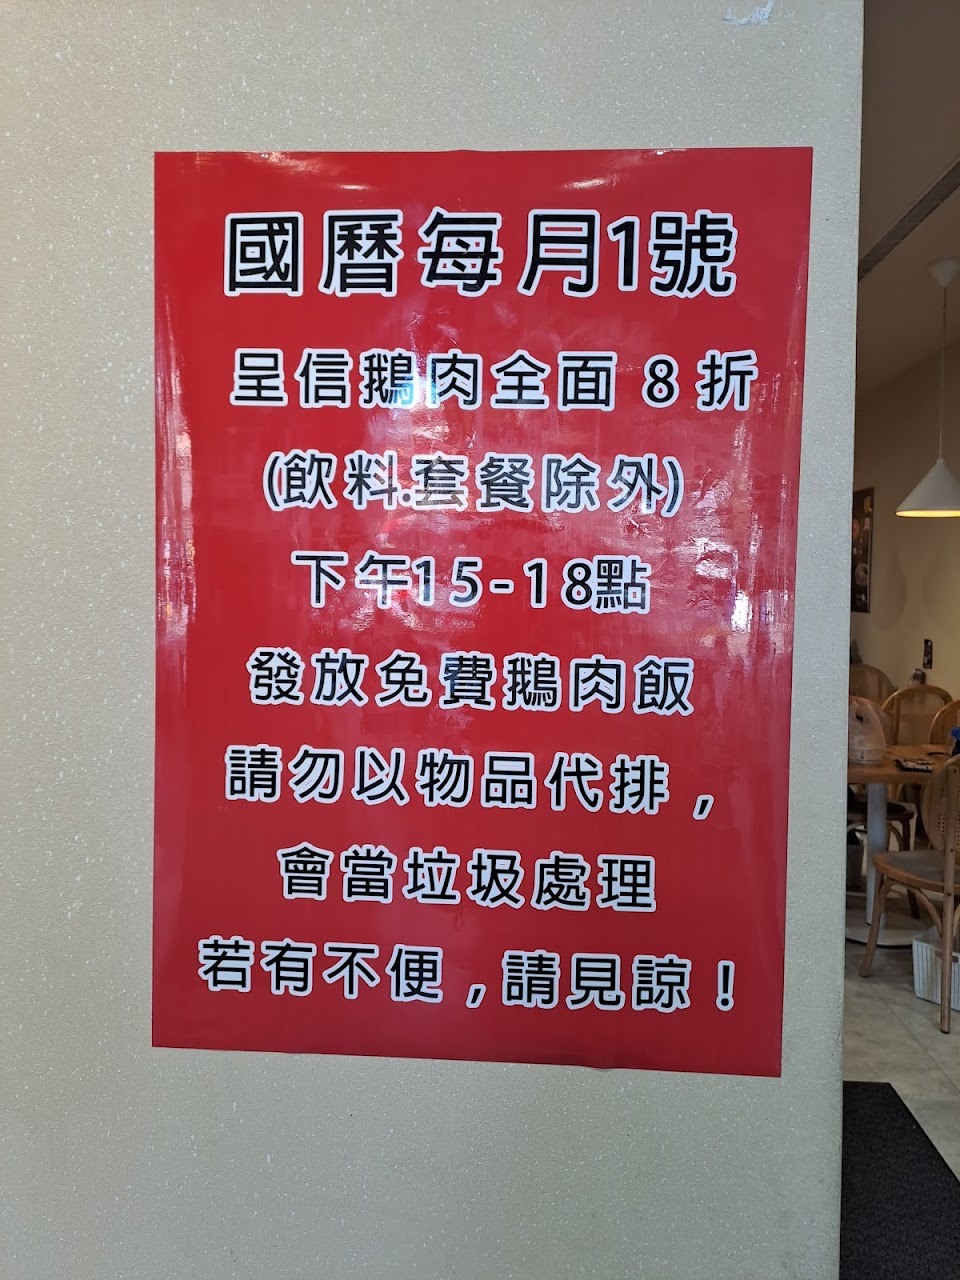 國曆每月1號
呈信鵝肉全面 8 折
(飲料.套餐除外)
下午15-18點
發放免費鵝肉飯
請勿以物品代排，
會當垃圾處理
若有不便，請見諒！